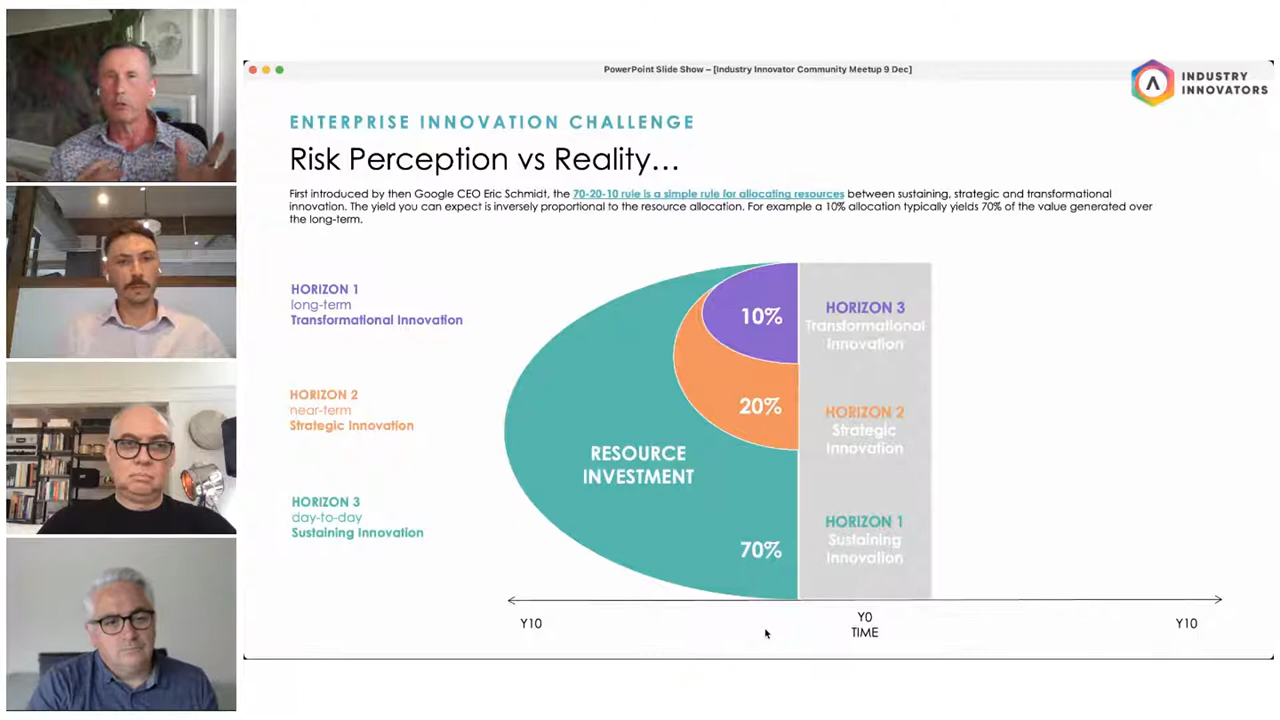 PowerPoint Slide Show – [Industry Innovator Community Meetup 9 Dec]
INDUSTRY
INNOVATORS
ENTERPRISE INNOVATION CHALLENGE
Risk Perception vs Reality...
First introduced by then Google CEO Eric Schmidt, the 70-20-10 rule is a simple rule for allocating resources between sustaining, strategic and transformational
innovation. The yield you can expect is inversely proportional to the resource allocation. For example a 10% allocation typically yields 70% of the value generated over
the long-term.
HORIZON 1
long-term
Transformational Innovation
HORIZON 2
near-term
Strategic Innovation
HORIZON 3
day-to-day
Sustaining Innovation
10%
20%
RESOURCE
INVESTMENT
70%
HORIZON 3
Transformational
Innovation
HORIZON 2
Strategic
Innovation
HORIZON 1
Sustaining
Innovation
Y10
Y0
TIME
Y10